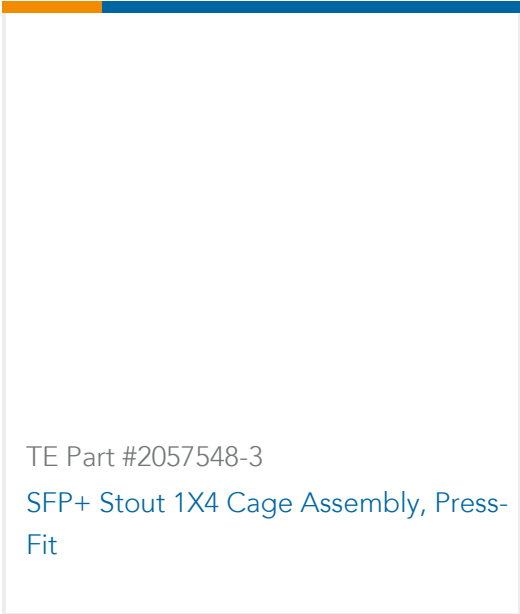 TE Part #2057548-3
SFP+ Stout 1X4 Cage Assembly, Press-
Fit